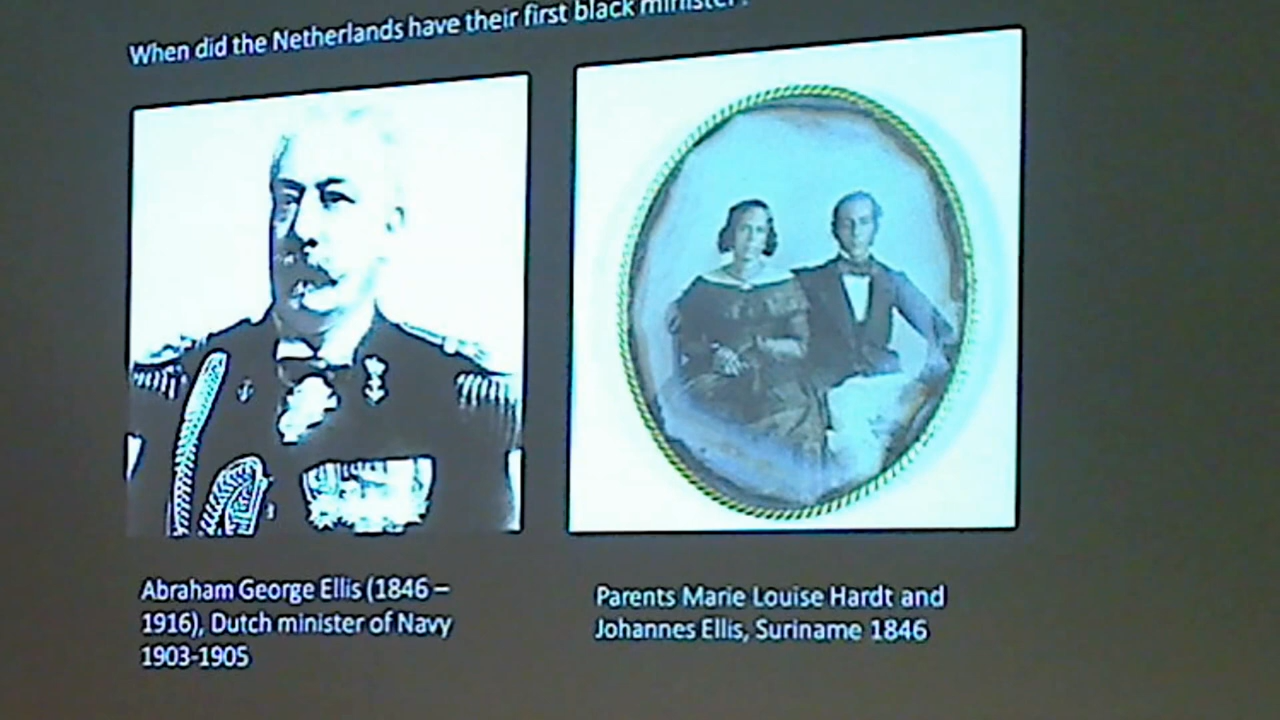 When did the Netherlands have their first black minister?
Abraham George Ellis (1846 –
1916), Dutch minister of Navy
1903-1905
Parents Marie Louise Hardt and
Johannes Ellis, Suriname 1846